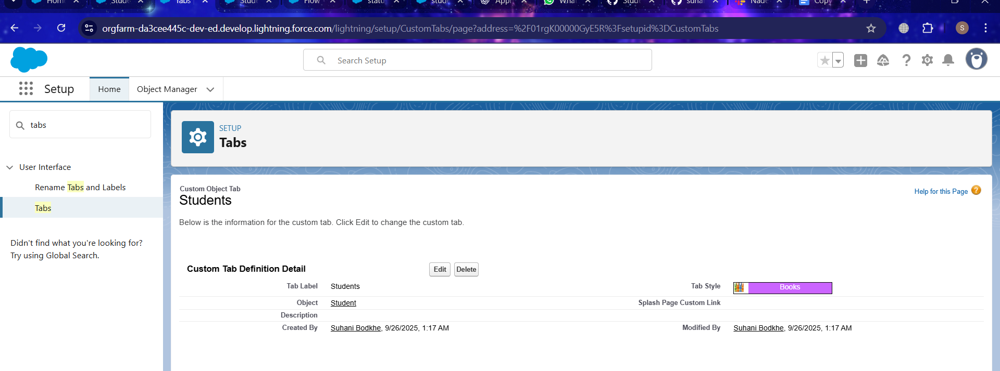 Hom
Stude
Tabs
Stud
Flow
statu
stude
Appl
What
Stud
suhar
Nade
Copy
orgfarm-da3cee445c-dev-ed.develop.lightning.force.com/lightning/setup/CustomTabs/page?address=%2F01rgK00000GyE5R%3Fsetupid%3DCustomTabs
S
Search Setup
Setup
Home
Object Manager
tabs
User Interface
Rename Tabs and Labels
Tabs
Didn't find what you're looking for?
Try using Global Search.
SETUP
Tabs
Custom Object Tab
Students
Help for this Page ?
Below is the information for the custom tab. Click Edit to change the custom tab.
Custom Tab Definition Detail
Edit
Delete
Tab Label Students
Tab Style Books
Object Student
Splash Page Custom Link
Description
Created By Suhani Bodkhe, 9/26/2025, 1:17 AM
Modified By Suhani Bodkhe, 9/26/2025, 1:17 AM